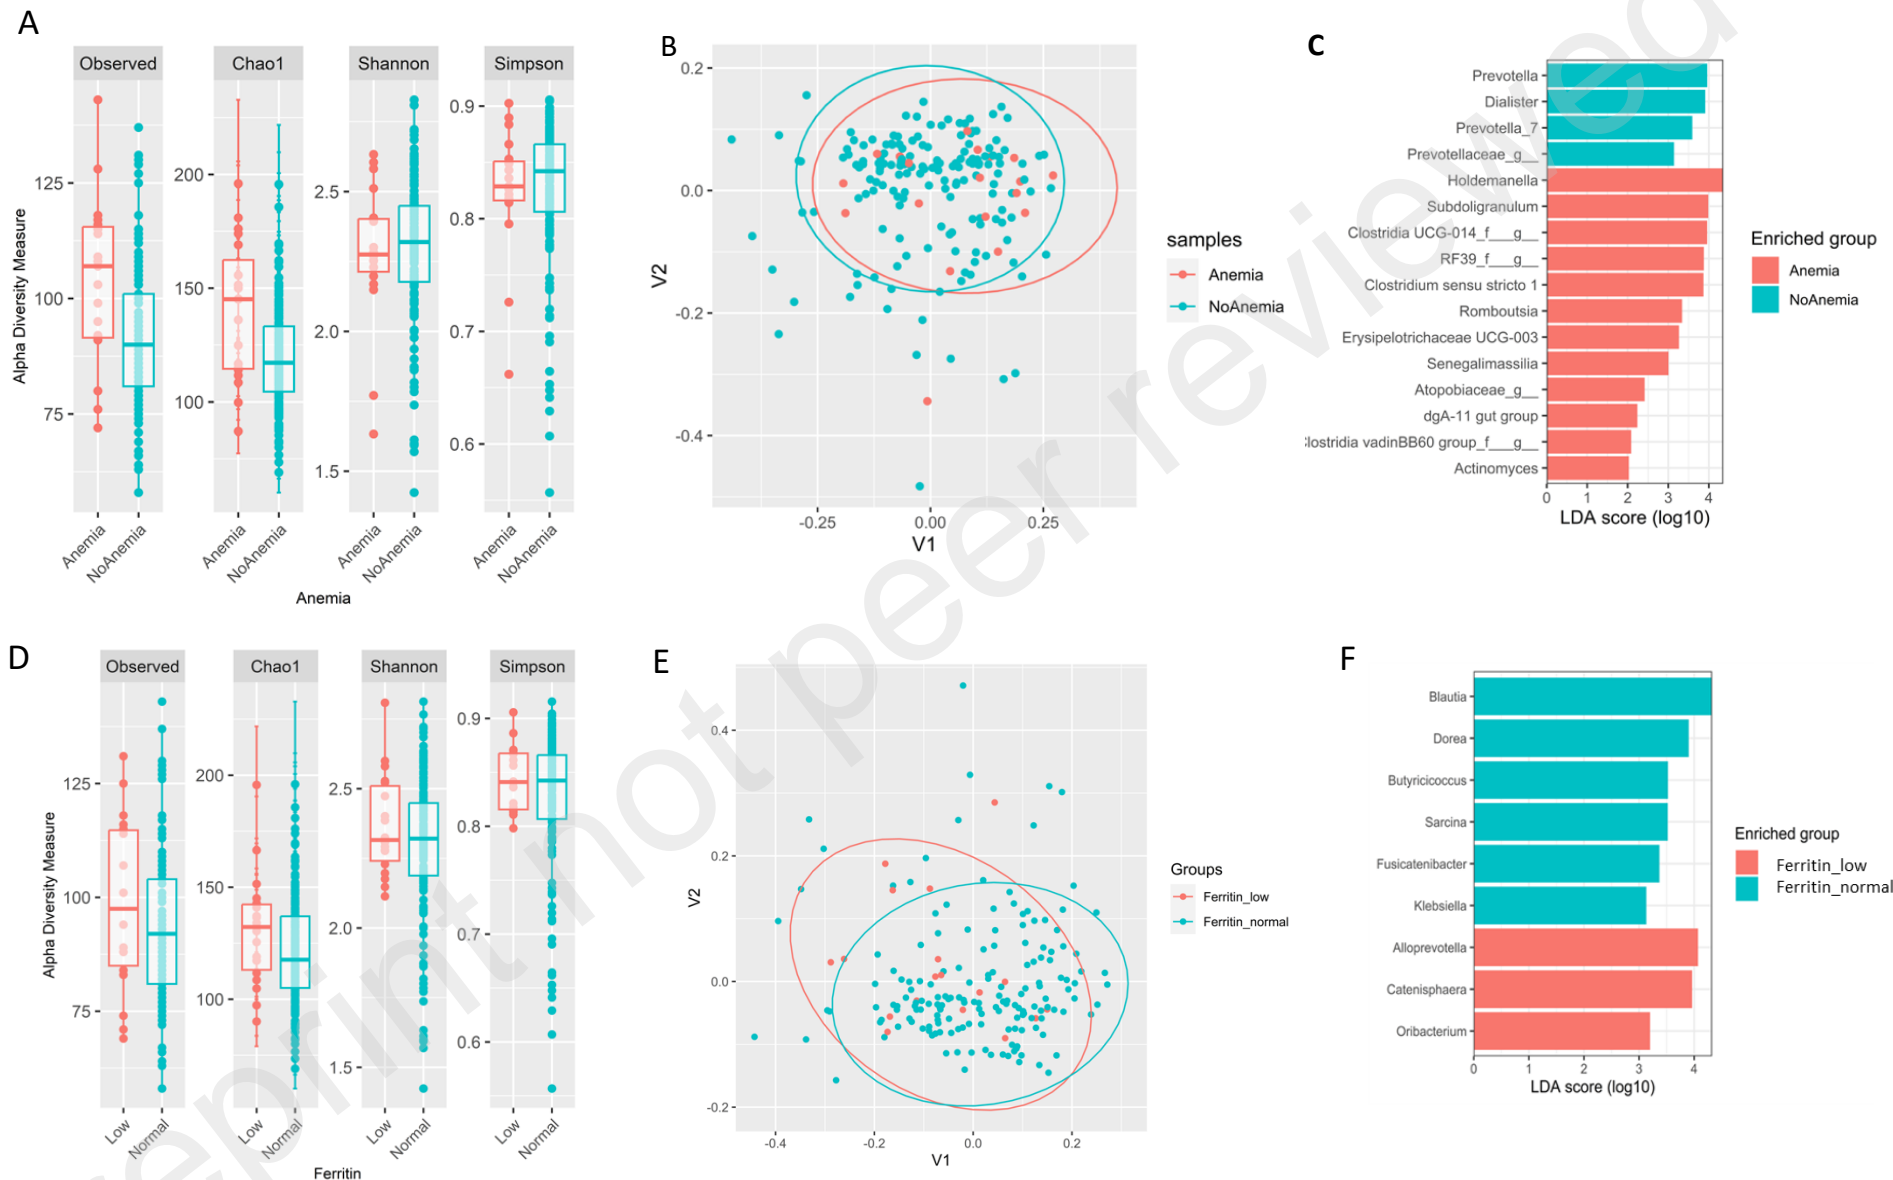 A
Observed
Chao1
Shannon
Simpson
Alpha Diversity Measure
125
100
75
200
150
100
2.5
2.0
1.5
0.9
0.8
0.7
0.6
Anemia
NoAnemia
Anemia
NoAnemia
Anemia
NoAnemia
Anemia
NoAnemia
Anemia
B
V2
0.2
0.0
-0.2
-0.4
-0.25
0.00
0.25
V1
samples
Anemia
NoAnemia
C
Prevotella
Dialister
Prevotella_7
Prevotellaceae_g__
Holdemanella
Subdoligranulum
Clostridia UCG-014_f___g__
RF39_f___g__
Clostridium sensu stricto 1
Romboutsia
Erysipelotrichaceae UCG-003
Senegalimassilia
Atopobiaceae_g__
dgA-11 gut group
lostridia vadinBB60 group_f___g__
Actinomyces
0
1
2
3
4
LDA score (log10)
Enriched group
Anemia
NoAnemia
D
Observed
Chao1
Shannon
Simpson
Alpha Diversity Measure
125
100
75
200
150
100
2.5
2.0
1.5
0.9
0.8
0.7
0.6
Low
Normal
Low
Normal
Low
Normal
Low
Normal
Ferritin
E
V2
0.4
0.2
0.0
-0.2
-0.4
-0.2
0.0
0.2
V1
Groups
Ferritin_low
Ferritin_normal
F
Blautia
Dorea
Butyricicoccus
Sarcina
Fusicatenibacter
Klebsiella
Alloprevotella
Catenisphaera
Oribacterium
0
1
2
3
4
LDA score (log10)
Enriched group
Ferritin_low
Ferritin_normal
eprint not peer reviewed